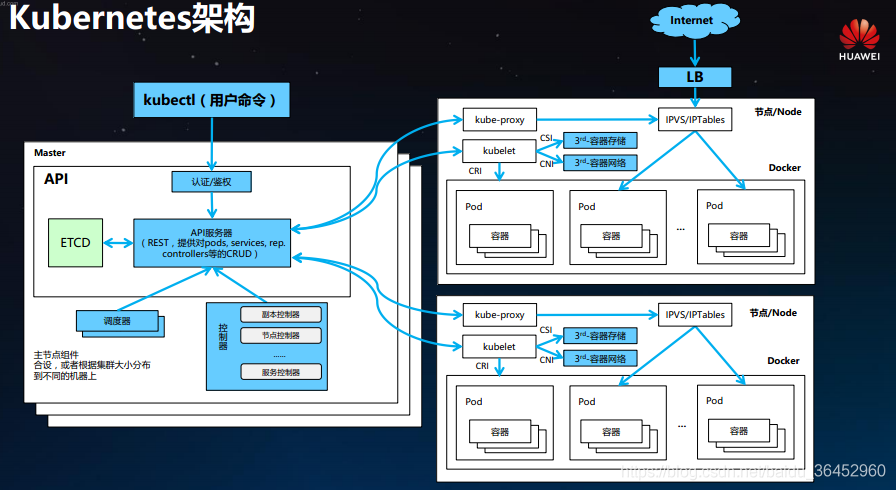 Kubernetes架构
Internet
HUAWEI
LB
kubectl（用户命令）
Master
API
认证/鉴权
ETCD
API服务器
（REST，提供对pods, services, rep.
controllers等的CRUD）
调度器
控制器
副本控制器
节点控制器
......
服务控制器
主节点组件
合设，或者根据集群大小分布
到不同的机器上
kube-proxy
IPVS/IPTables
节点/Node
kubelet
CSI
3rd-容器存储
CNI
3rd-容器网络
CRI
Docker
Pod
容器
Pod
容器
...
Pod
容器
kube-proxy
IPVS/IPTables
节点/Node
kubelet
CSI
3rd-容器存储
CNI
3rd-容器网络
CRI
Docker
Pod
容器
Pod
容器
...
Pod
容器
https://blog.csdn.net/baidu_36452960